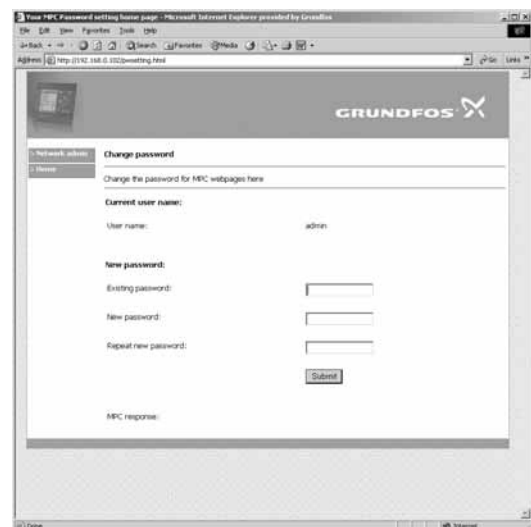 Your MPC Password setting home page - Microsoft Internet Explorer provided by Grundfos
File Edit View Favorites Tools Help
Back Search Favorites Media
Address http://192.168.0.102/pwsetting.html Go Links »
GRUNDFOS
> Network admin
> Home
Change password
Change the password for MPC webpages here
Current user name:
User name: admin
New password:
Existing password:
New password:
Repeat new password:
Submit
MPC response:
Done Internet